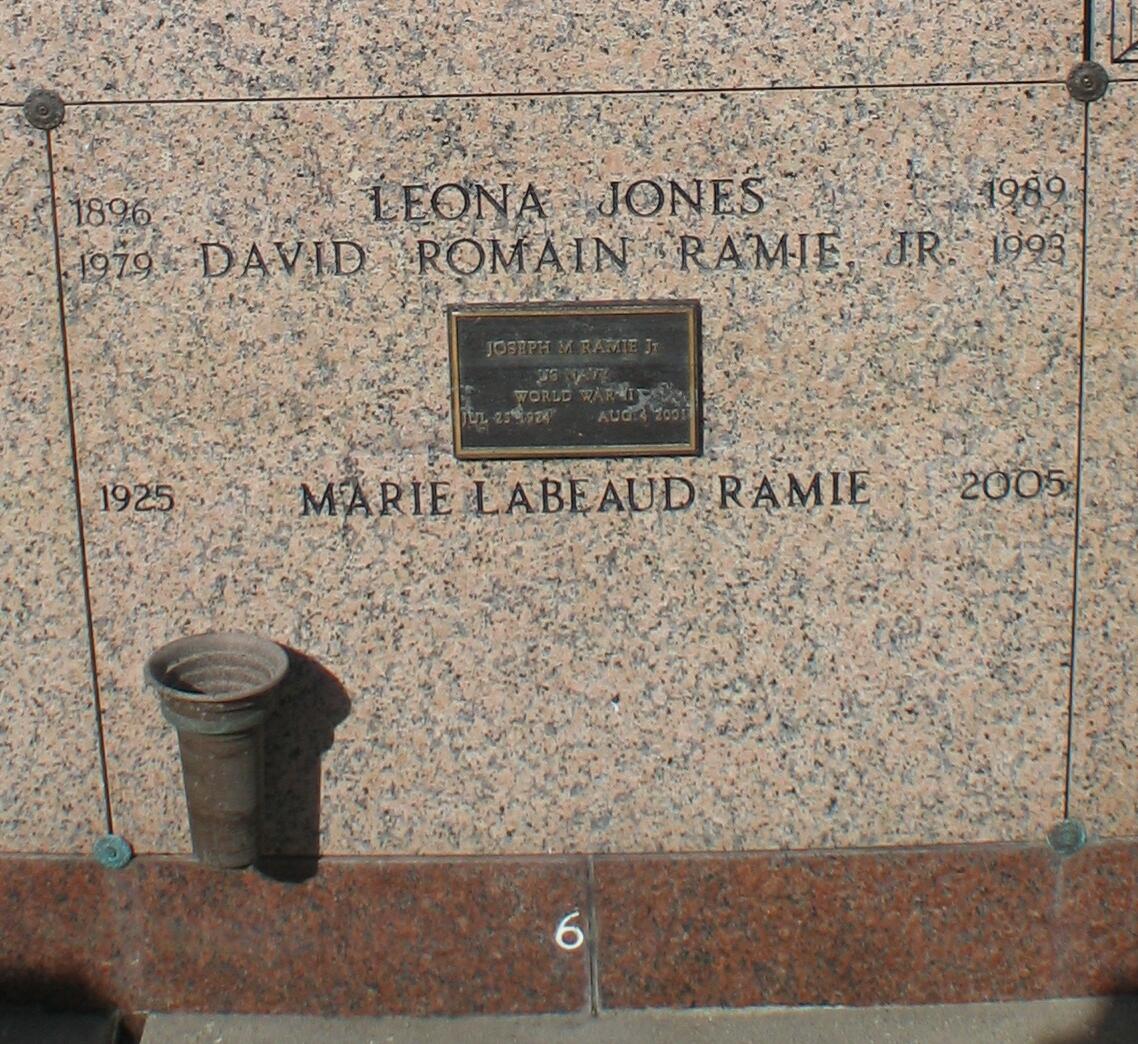 1896 LEONA JONES 1989
1979 DAVID ROMAIN RAMIE, JR. 1993
JOSEPH M RAMIE JR
US NAVY
WORLD WAR II
JUL 25 1924 AUG 4 2001
1925 MARIE LABEAUD RAMIE 2005
6